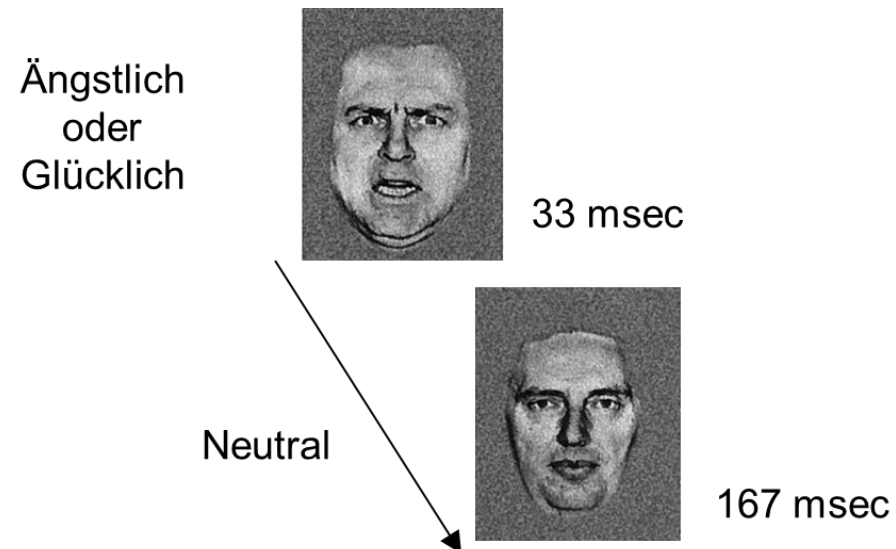 Ängstlich
oder
Glücklich
33 msec
Neutral
167 msec